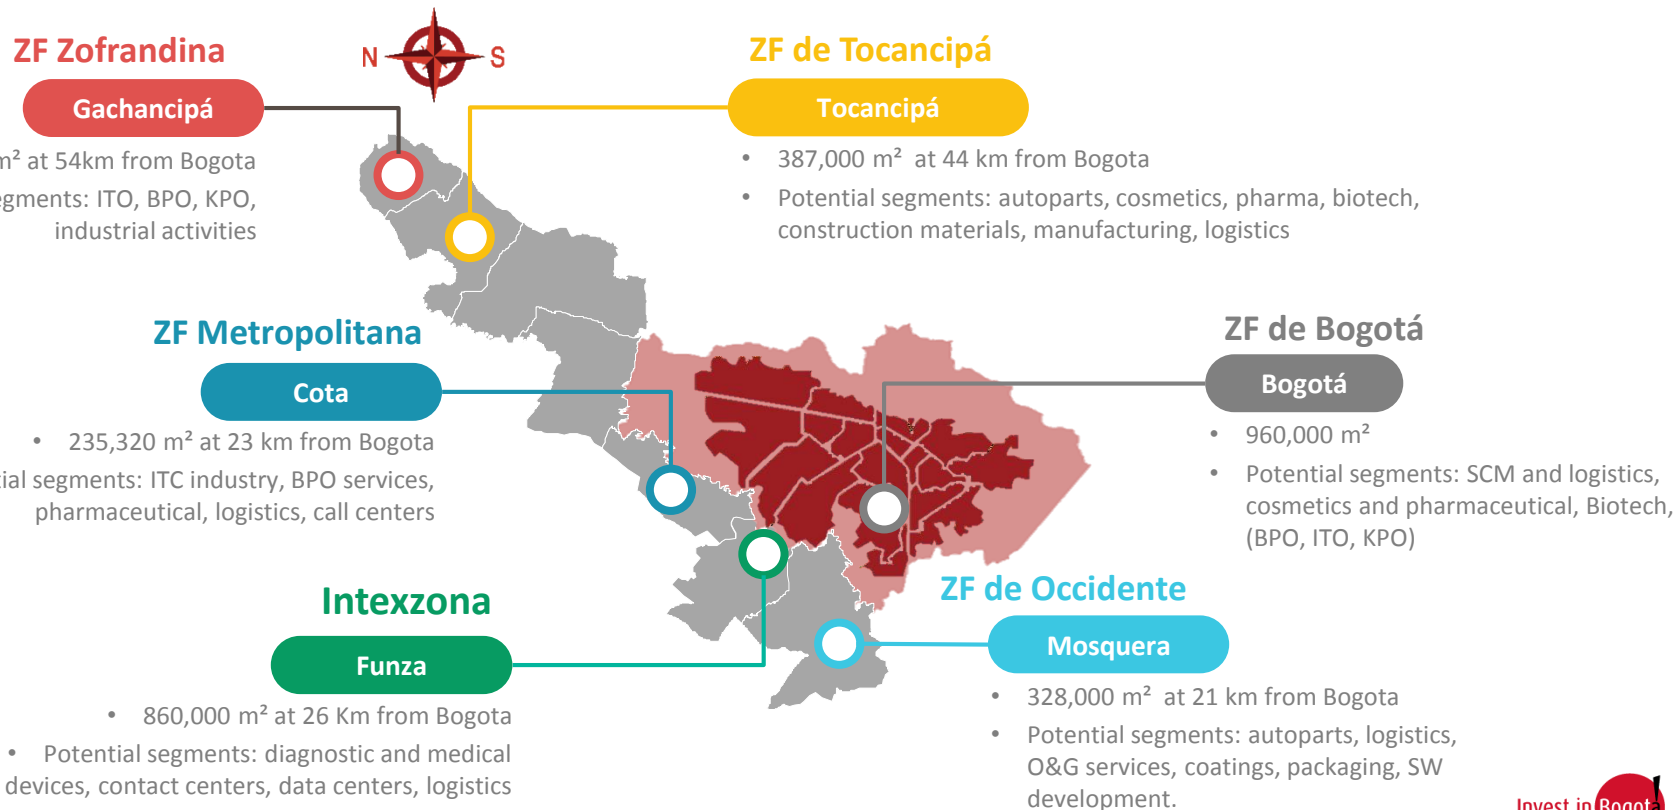 ZF Zofrandina
Gachancipá
m² at 54km from Bogota
egments: ITO, BPO, KPO,
industrial activities
N S
ZF de Tocancipá
Tocancipá
• 387,000 m² at 44 km from Bogota
• Potential segments: autoparts, cosmetics, pharma, biotech,
construction materials, manufacturing, logistics
ZF Metropolitana
Cota
• 235,320 m² at 23 km from Bogota
tial segments: ITC industry, BPO services,
pharmaceutical, logistics, call centers
ZF de Bogotá
Bogotá
• 960,000 m²
• Potential segments: SCM and logistics,
cosmetics and pharmaceutical, Biotech,
(BPO, ITO, KPO)
Intexzona
Funza
• 860,000 m² at 26 Km from Bogota
• Potential segments: diagnostic and medical
devices, contact centers, data centers, logistics
ZF de Occidente
Mosquera
• 328,000 m² at 21 km from Bogota
• Potential segments: autoparts, logistics,
O&G services, coatings, packaging, SW
development.
Invest in Bogota